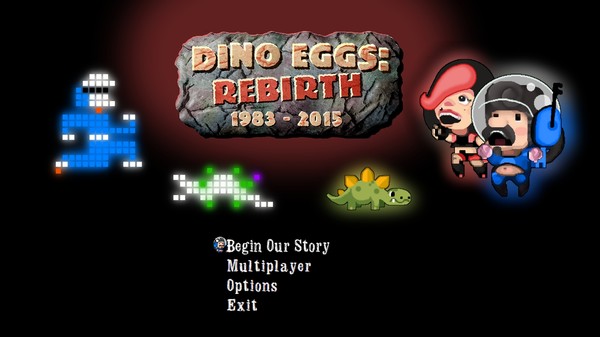 DINO EGGS:
REBIRTH
1983 - 2015
Begin Our Story
Multiplayer
Options
Exit